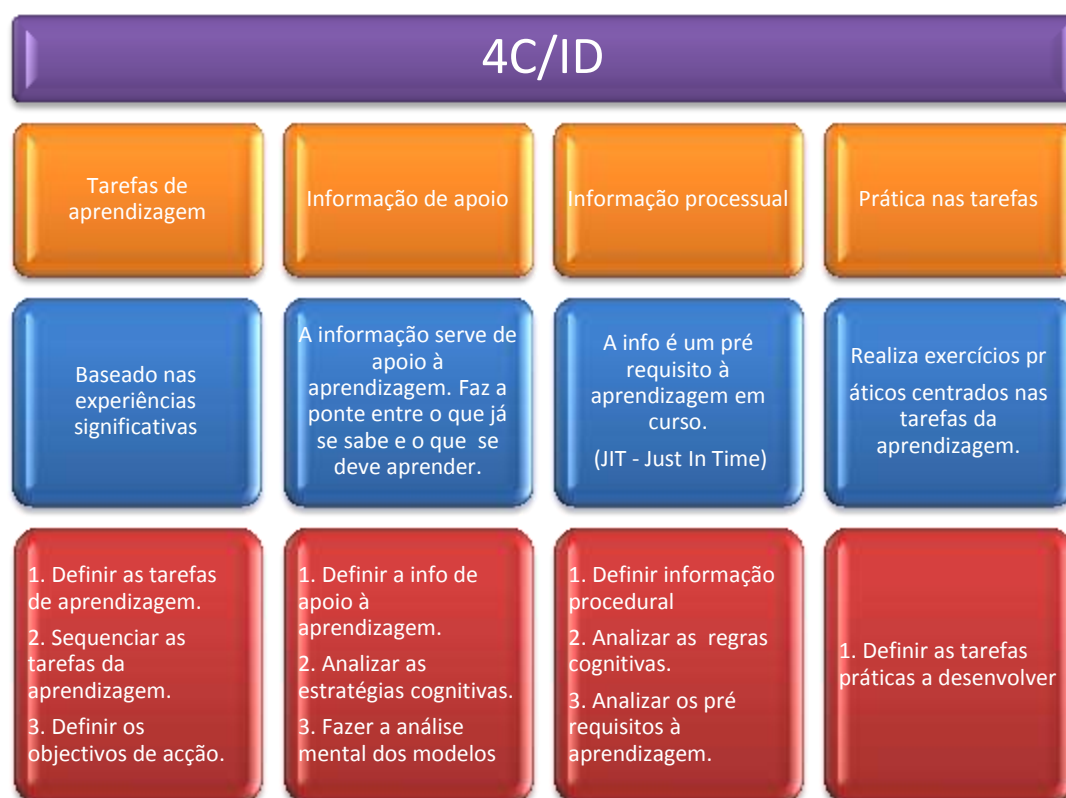 4C/ID
Tarefas de
aprendizagem
Informação de apoio
Informação processual
Prática nas tarefas
Baseado nas
experiências
significativas
A informação serve de
apoio à
aprendizagem. Faz a
ponte entre o que já
se sabe e o que se
deve aprender.
A info é um pré
requisito à
aprendizagem em
curso.
(JIT - Just In Time)
Realiza exercícios pr
áticos centrados nas
tarefas da
aprendizagem.
1. Definir as tarefas
de aprendizagem.
2. Sequenciar as
tarefas da
aprendizagem.
3. Definir os
objectivos de acção.
1. Definir a info de
apoio à
aprendizagem.
2. Analizar as
estratégias cognitivas.
3. Fazer a análise
mental dos modelos
1. Definir informação
procedural
2. Analizar as regras
cognitivas.
3. Analizar os pré
requisitos à
aprendizagem.
1. Definir as tarefas
práticas a desenvolver